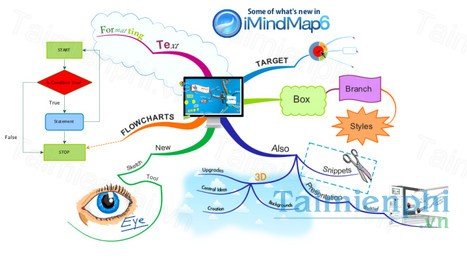 Some of what's new in
iMindMap6
Formatting
Text
TARGET
START
True
Statement
False
STOP
FLOWCHARTS
Box
Branch
Styles
New
Sketch
Tool
Eye
Also
Snippets
Presentation
3D
Upgrades
Central Ideas
Creation
Backgrounds
Taimienphi
.vn